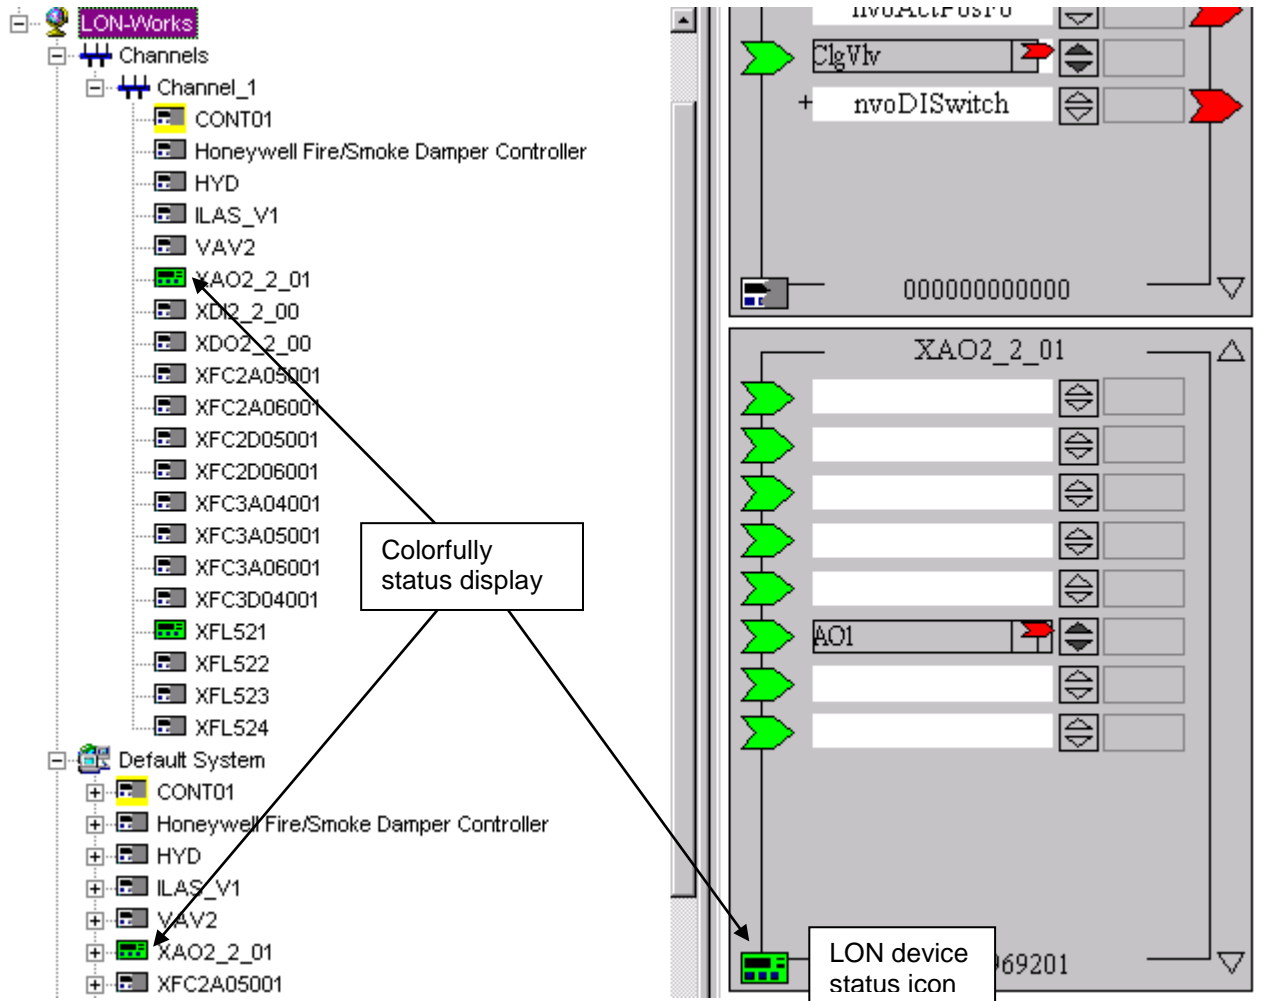 LON-Works
Channels
Channel_1
CONT01
Honeywell Fire/Smoke Damper Controller
HYD
ILAS_V1
VAV2
XAO2_2_01
XDI2_2_00
XDO2_2_00
XFC2A05001
XFC2A06001
XFC2D05001
XFC2D06001
XFC3A04001
XFC3A05001
XFC3A06001
XFC3D04001
XFL521
XFL522
XFL523
XFL524
Default System
CONT01
Honeywell Fire/Smoke Damper Controller
HYD
ILAS_V1
VAV2
XAO2_2_01
XFC2A05001
Colorfully
status display
ClgVlv
+ nvoDISwitch
000000000000
XAO2_2_01
AO1
LON device
status icon
69201